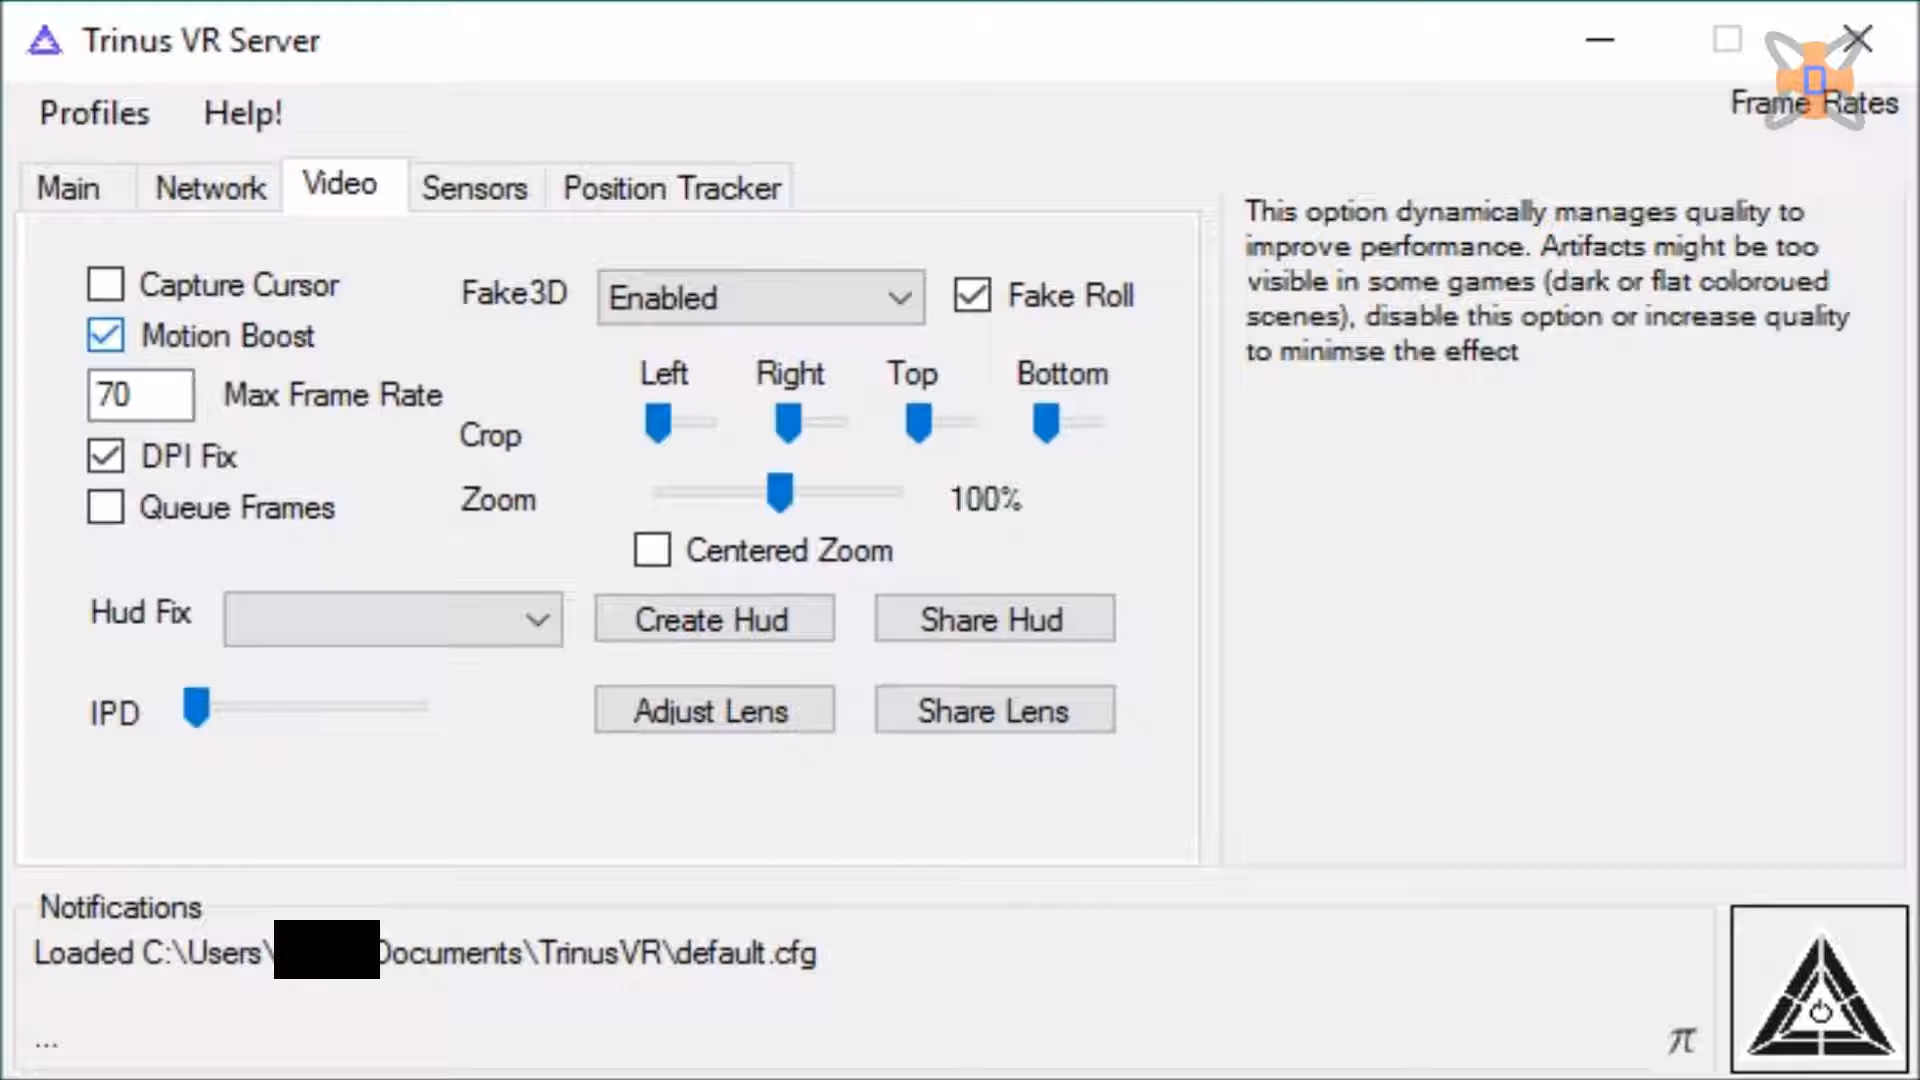 Trinus VR Server
Profiles Help!
Frame Rates
Main Network Video Sensors Position Tracker
This option dynamically manages quality to
improve performance. Artifacts might be too
visible in some games (dark or flat coloroued
scenes), disable this option or increase quality
to minimse the effect
Capture Cursor
Motion Boost
70 Max Frame Rate
DPI Fix
Queue Frames
Fake3D Enabled Fake Roll
Left Right Top Bottom
Crop
Zoom 100%
Centered Zoom
Hud Fix Create Hud Share Hud
IPD Adjust Lens Share Lens
Notifications
Loaded C:\Users\ Documents\TrinusVR\default.cfg
...
π